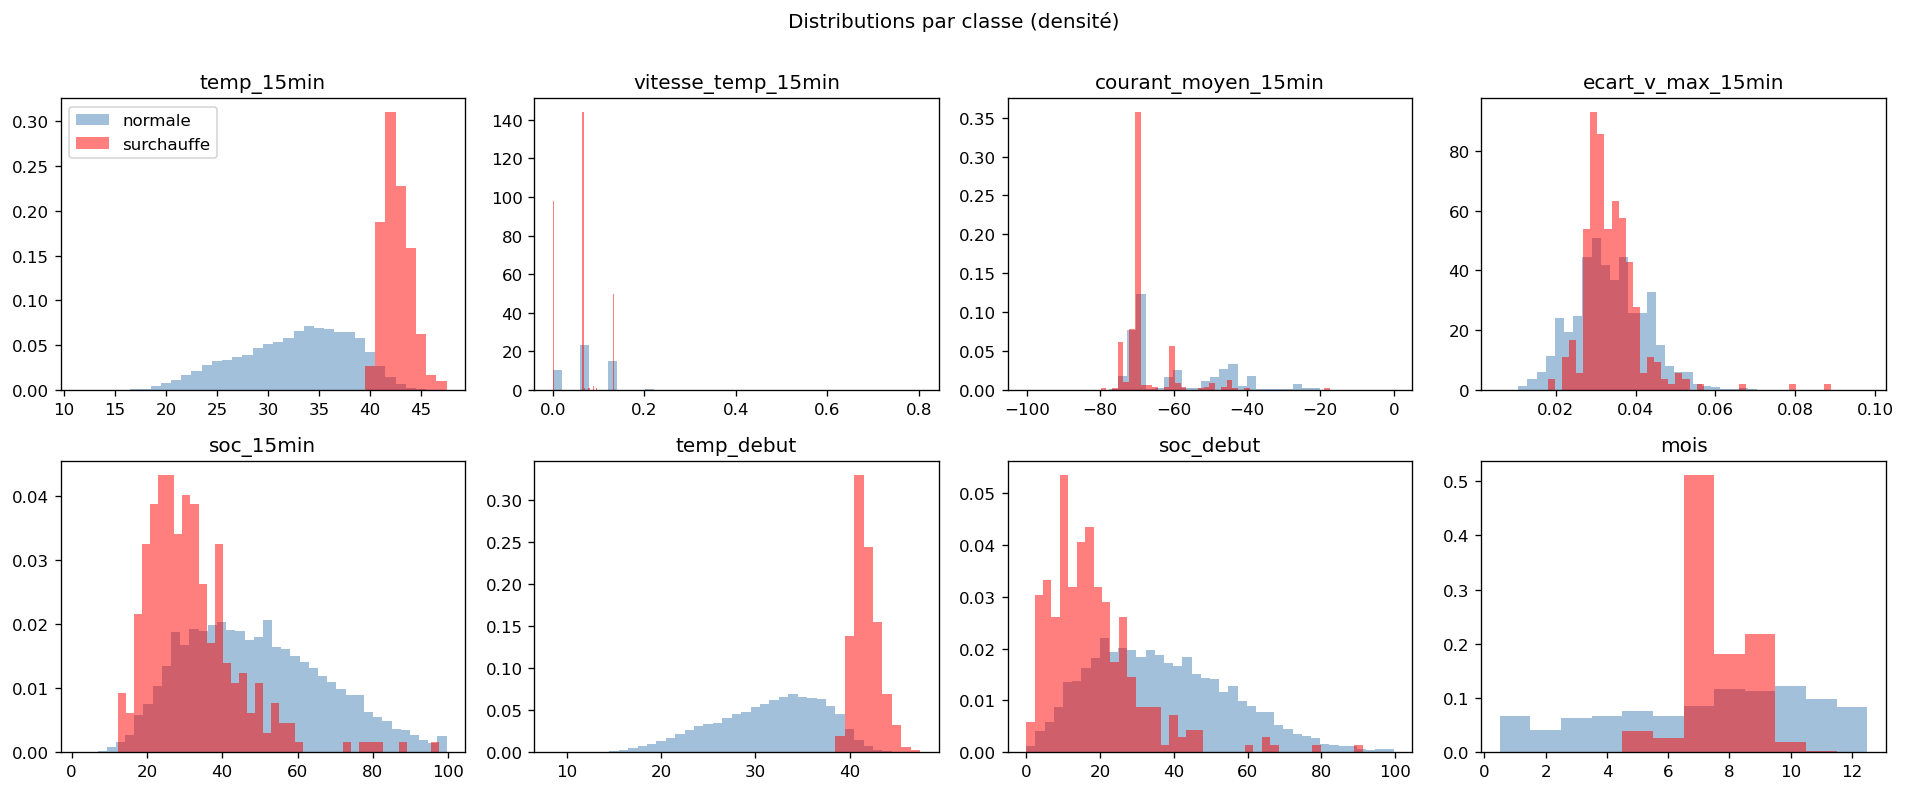 Distributions par classe (densité)
temp_15min
0.30
0.25
0.20
0.15
0.10
0.05
0.00
10 15 20 25 30 35 40 45
normale
surchauffe
vitesse_temp_15min
140
120
100
80
60
40
20
0
0.0 0.2 0.4 0.6 0.8
courant_moyen_15min
0.35
0.30
0.25
0.20
0.15
0.10
0.05
0.00
−100 −80 −60 −40 −20 0
ecart_v_max_15min
80
60
40
20
0
0.02 0.04 0.06 0.08 0.10
soc_15min
0.04
0.03
0.02
0.01
0.00
0 20 40 60 80 100
temp_debut
0.30
0.25
0.20
0.15
0.10
0.05
0.00
10 20 30 40
soc_debut
0.05
0.04
0.03
0.02
0.01
0.00
0 20 40 60 80 100
mois
0.5
0.4
0.3
0.2
0.1
0.0
0 2 4 6 8 10 12